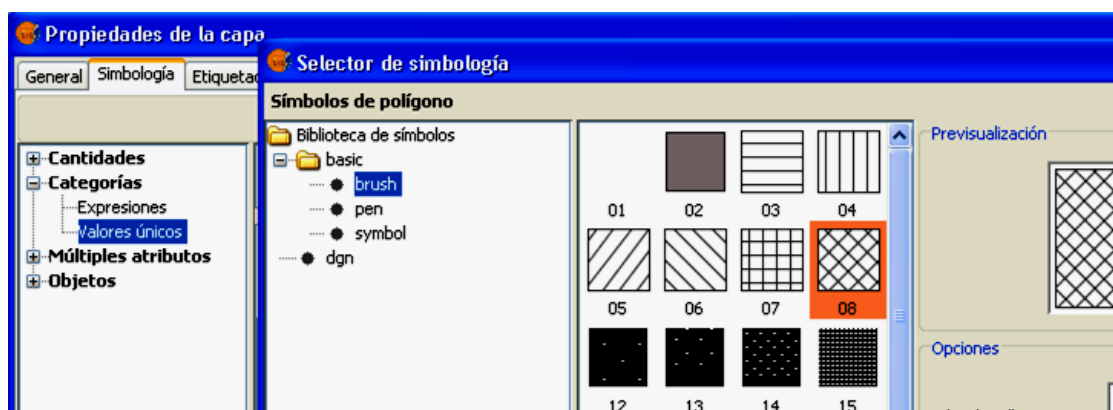 Propiedades de la capa
General Simbología
Selector de simbología
Símbolos de polígono
Cantidades
Categorías
Expresiones
Valores únicos
Múltiples atributos
Objetos
Biblioteca de símbolos
basic
brush
pen
symbol
dgn
01 02 03 04
05 06 07 08
12 13 14 15
Previsualización
Opciones